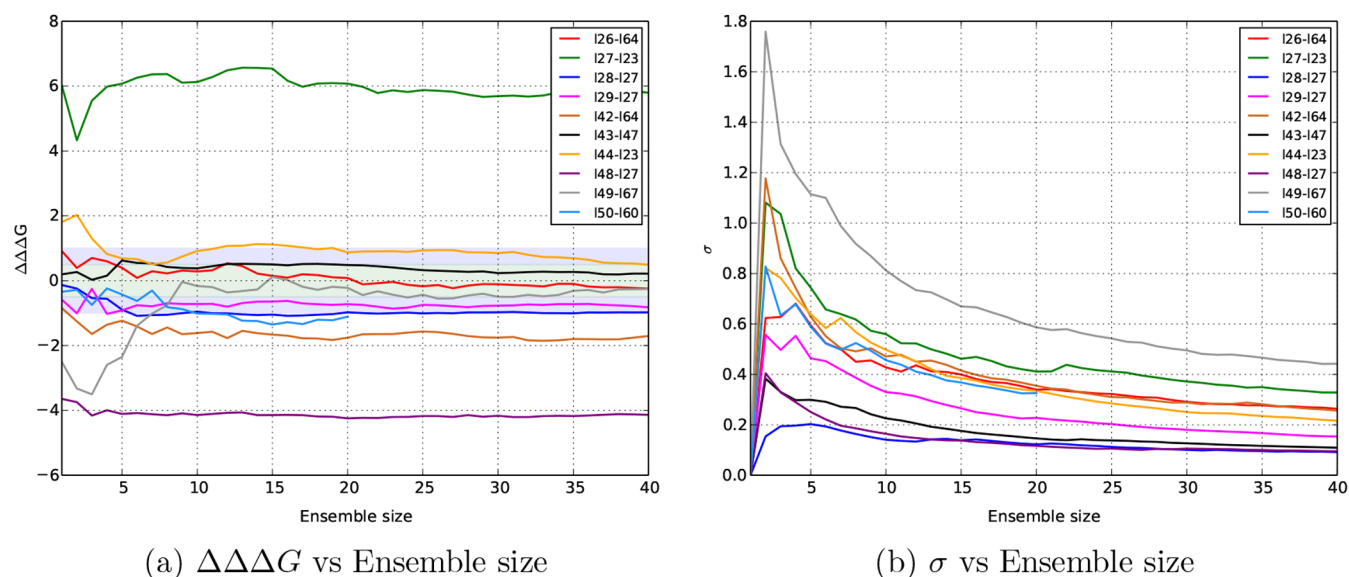 8
6
4
2
0
−2
−4
−6
ΔΔΔG
5 10 15 20 25 30 35 40
Ensemble size
l26-l64
l27-l23
l28-l27
l29-l27
l42-l64
l43-l47
l44-l23
l48-l27
l49-l67
l50-l60
(a) ΔΔΔG vs Ensemble size
1.8
1.6
1.4
1.2
1.0
0.8
0.6
0.4
0.2
0.0
σ
5 10 15 20 25 30 35 40
Ensemble size
l26-l64
l27-l23
l28-l27
l29-l27
l42-l64
l43-l47
l44-l23
l48-l27
l49-l67
l50-l60
(b) σ vs Ensemble size